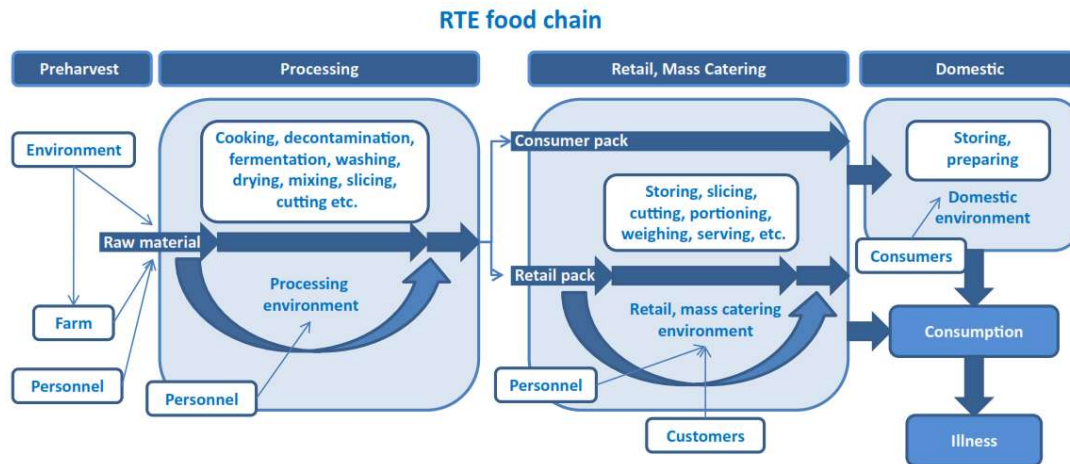 RTE food chain
Preharvest
Processing
Retail, Mass Catering
Domestic
Environment
Raw material
Farm
Personnel
Cooking, decontamination,
fermentation, washing,
drying, mixing, slicing,
cutting etc.
Processing
environment
Personnel
Consumer pack
Storing, slicing,
cutting, portioning,
weighing, serving, etc.
Retail pack
Retail, mass catering
environment
Personnel
Customers
Storing,
preparing
Domestic
environment
Consumers
Consumption
Illness